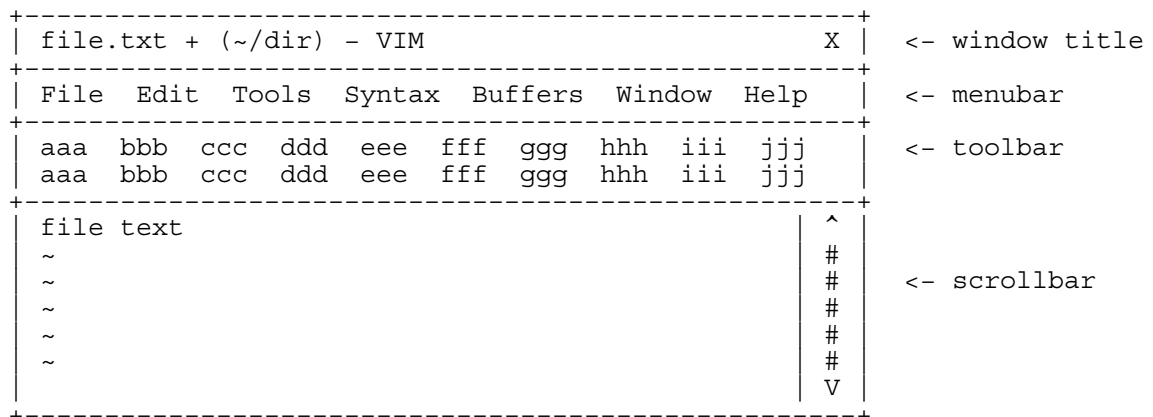 +----------------------------------------------------+
| file.txt + (~/dir) - VIM                         X |  <- window title
+----------------------------------------------------+
| File  Edit  Tools  Syntax  Buffers  Window  Help   |  <- menubar
+----------------------------------------------------+
| aaa  bbb  ccc  ddd  eee  fff  ggg  hhh  iii  jjj   |  <- toolbar
| aaa  bbb  ccc  ddd  eee  fff  ggg  hhh  iii  jjj   |
+----------------------------------------------------+
| file text                                      | ^ |
| ~                                              | # |
| ~                                              | # |  <- scrollbar
| ~                                              | # |
| ~                                              | # |
| ~                                              | # |
|                                                | V |
+----------------------------------------------------+